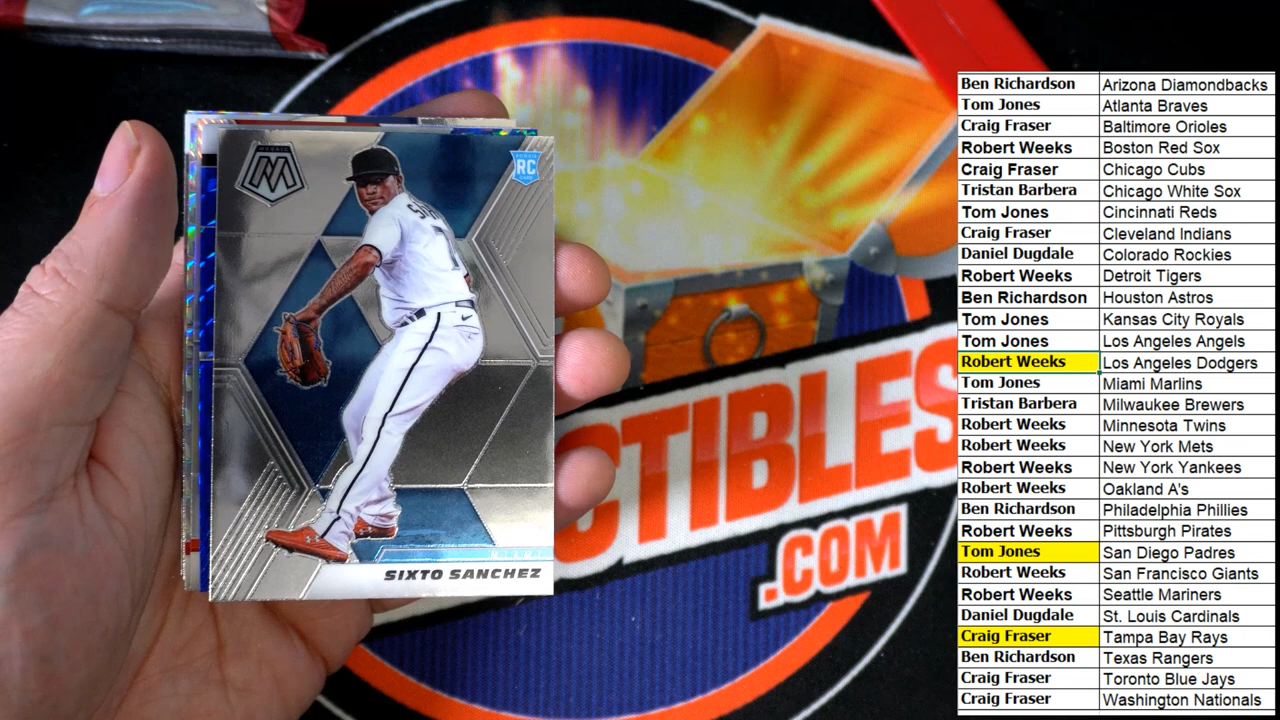 MOSAIC
ROOKIE
RC
CARD
7
MIAMI
SIXTO SANCHEZ
CTIBLES
.COM
Ben Richardson Arizona Diamondbacks
Tom Jones Atlanta Braves
Craig Fraser Baltimore Orioles
Robert Weeks Boston Red Sox
Craig Fraser Chicago Cubs
Tristan Barbera Chicago White Sox
Tom Jones Cincinnati Reds
Craig Fraser Cleveland Indians
Daniel Dugdale Colorado Rockies
Robert Weeks Detroit Tigers
Ben Richardson Houston Astros
Tom Jones Kansas City Royals
Tom Jones Los Angeles Angels
Robert Weeks Los Angeles Dodgers
Tom Jones Miami Marlins
Tristan Barbera Milwaukee Brewers
Robert Weeks Minnesota Twins
Robert Weeks New York Mets
Robert Weeks New York Yankees
Robert Weeks Oakland A's
Ben Richardson Philadelphia Phillies
Robert Weeks Pittsburgh Pirates
Tom Jones San Diego Padres
Robert Weeks San Francisco Giants
Robert Weeks Seattle Mariners
Daniel Dugdale St. Louis Cardinals
Craig Fraser Tampa Bay Rays
Ben Richardson Texas Rangers
Craig Fraser Toronto Blue Jays
Craig Fraser Washington Nationals